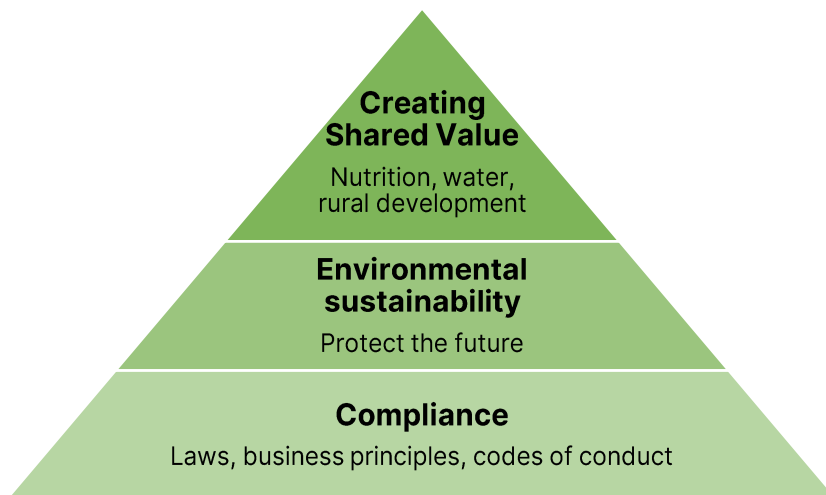 Creating
Shared Value
Nutrition, water,
rural development
Environmental
sustainability
Protect the future
Compliance
Laws, business principles, codes of conduct